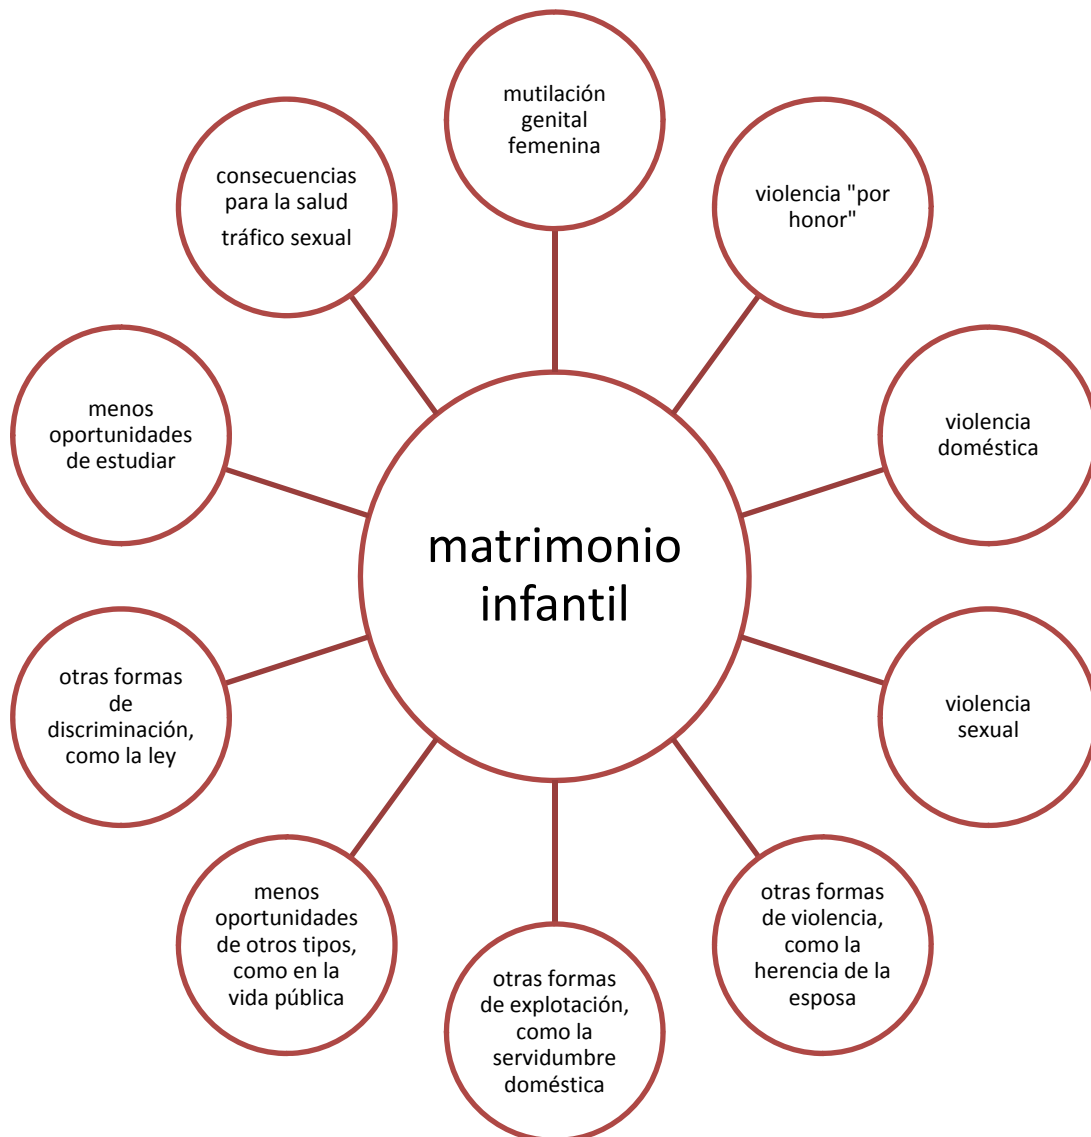 mutilación
genital
femenina
violencia "por
honor"
violencia
doméstica
violencia
sexual
otras formas
de violencia,
como la
herencia de la
esposa
otras formas
de explotación,
como la
servidumbre
doméstica
menos
oportunidades
de otros tipos,
como en la
vida pública
otras formas
de
discriminación,
como la ley
menos
oportunidades
de estudiar
consecuencias
para la salud
tráfico sexual
matrimonio
infantil